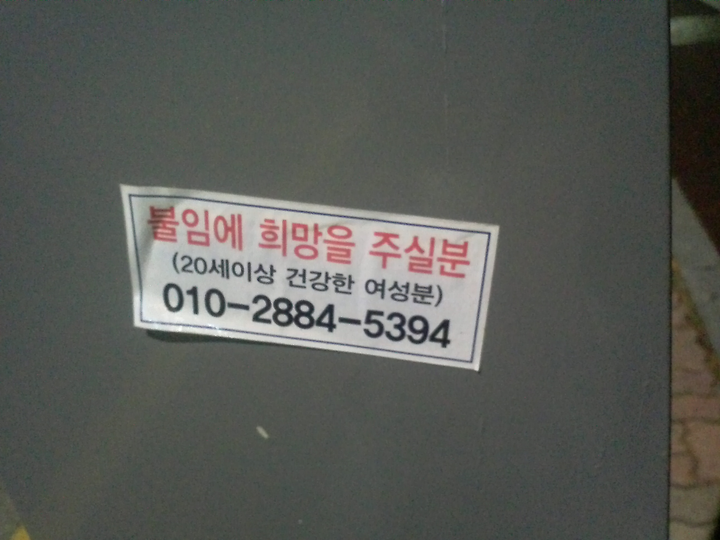 불임에 희망을 주실분
(20세이상 건강한 여성분)
010-2884-5394